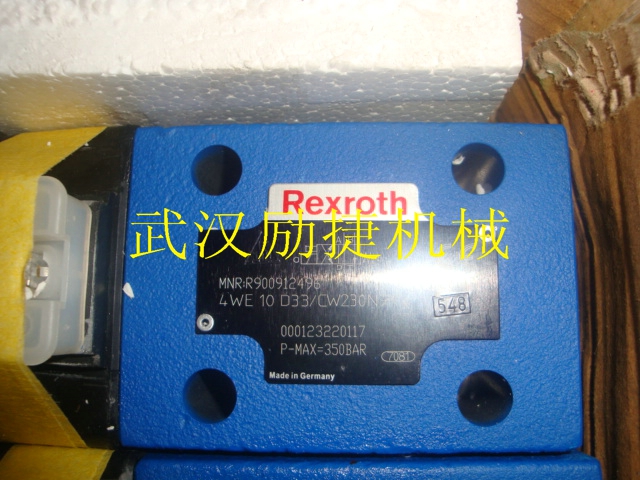 Rexroth
武汉励捷机械
MNR:R900912496
4WE 10 D33/CW230N
548
000123220117
P-MAX=350BAR
7081
Made in Germany